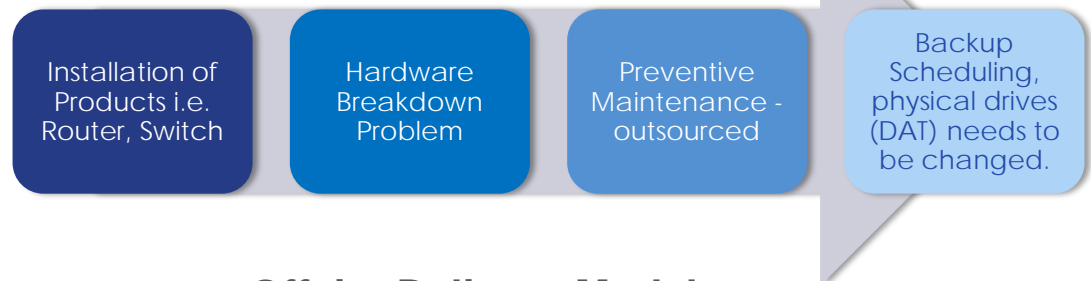 Installation of
Products i.e.
Router, Switch
Hardware
Breakdown
Problem
Preventive
Maintenance -
outsourced
Backup
Scheduling,
physical drives
(DAT) needs to
be changed.